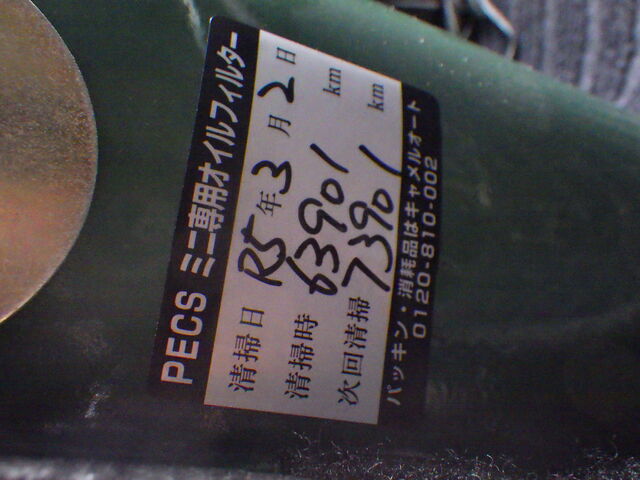 PECS ミニ専用オイルフィルター
清掃日 R5年3月2日
清掃時 63901 km
次回清掃 73901 km
パッキン・消耗品はキャメルオート
0120-810-002